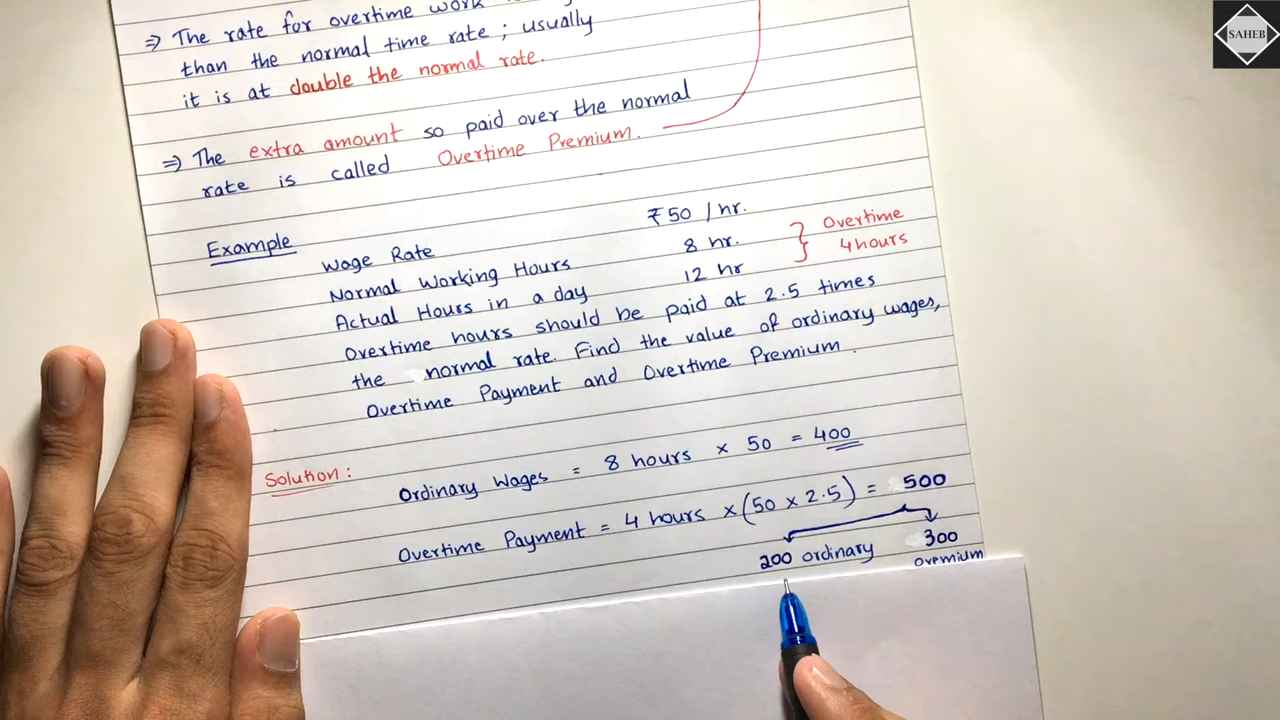 SAHEB
⇒ The rate for overtime work
than the normal time rate ; usually
it is at double the normal rate.
⇒ The extra amount so paid over the normal
rate is called Overtime Premium.
Example
Wage Rate ₹50 / hr.
Normal Working Hours 8 hr.
Actual Hours in a day 12 hr
} Overtime
4 hours
Overtime hours should be paid at 2.5 times
the normal rate. Find the value of ordinary wages,
Overtime Payment and Overtime Premium.
Solution :
Ordinary Wages = 8 hours × 50 = 400
Overtime Payment = 4 hours × (50 × 2.5) = 500
200 ordinary
300